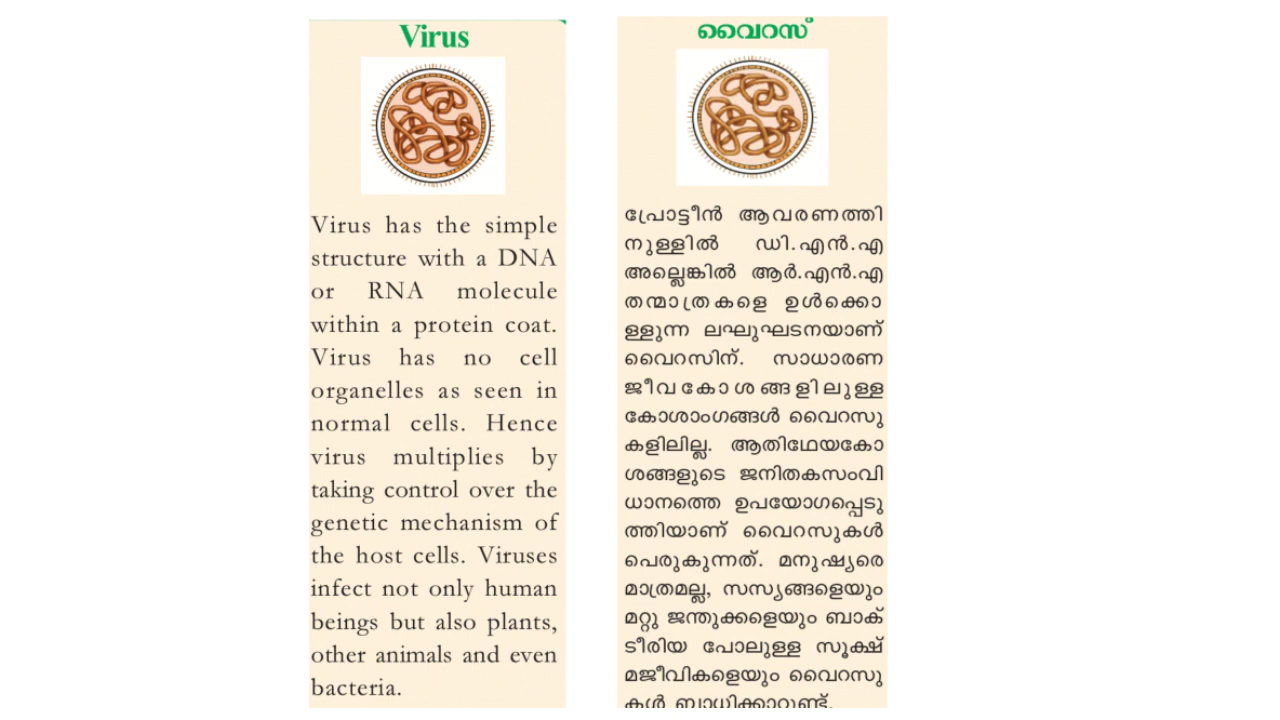 Virus
Virus has the simple
structure with a DNA
or RNA molecule
within a protein coat.
Virus has no cell
organelles as seen in
normal cells. Hence
virus multiplies by
taking control over the
genetic mechanism of
the host cells. Viruses
infect not only human
beings but also plants,
other animals and even
bacteria.
വൈറസ്
പ്രോട്ടീൻ ആവരണത്തി
നുള്ളിൽ ഡി.എൻ.എ
അല്ലെങ്കിൽ ആർ.എൻ.എ
തന്മാത്രകളെ ഉൾക്കൊ
ള്ളുന്ന ലഘുഘടനയാണ്
വൈറസിന്. സാധാരണ
ജീവകോശങ്ങളിലുള്ള
കോശാംഗങ്ങൾ വൈറസു
കളിലില്ല. ആതിഥേയകോ
ശങ്ങളുടെ ജനിതകസംവി
ധാനത്തെ ഉപയോഗപ്പെടു
ത്തിയാണ് വൈറസുകൾ
പെരുകുന്നത്. മനുഷ്യരെ
മാത്രമല്ല, സസ്യങ്ങളെയും
മറ്റു ജന്തുക്കളെയും ബാക്
ടീരിയ പോലുള്ള സൂക്ഷ്
മജീവികളെയും വൈറസു
കൾ ബാധിക്കാറുണ്ട്.